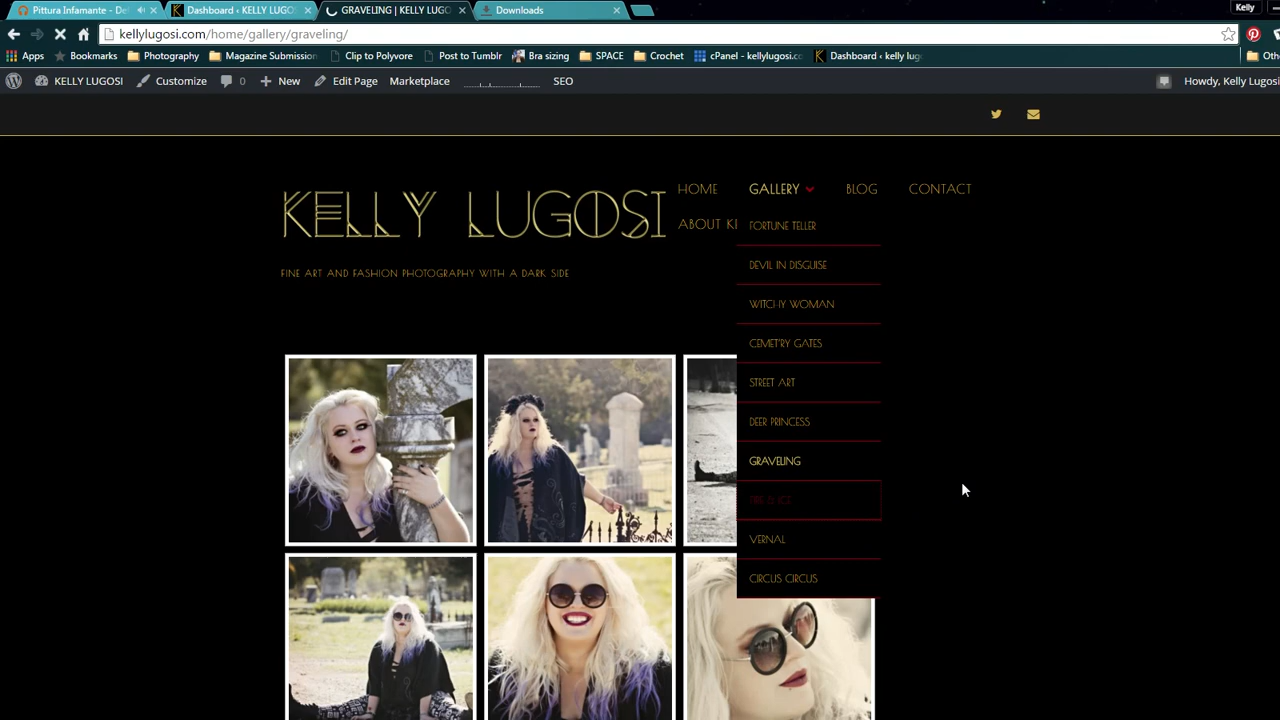 Pittura Infamante - De
Dashboard ‹ KELLY LUGOS
GRAVELING | KELLY LUGO
Downloads
Kelly
kellylugosi.com/home/gallery/graveling/
Apps
Bookmarks
Photography
Magazine Submission
Clip to Polyvore
Post to Tumblr
Bra sizing
SPACE
Crochet
cPanel - kellylugosi.c
Dashboard ‹ kelly lug
Oth
KELLY LUGOSI
Customize
0
New
Edit Page
Marketplace
SEO
Howdy, Kelly Lugosi
KELLY LUGOSI
FINE ART AND FASHION PHOTOGRAPHY WITH A DARK SIDE
HOME
GALLERY
BLOG
CONTACT
ABOUT
FORTUNE TELLER
DEVIL IN DISGUISE
WITCHY WOMAN
CEMET'RY GATES
STREET ART
DEER PRINCESS
GRAVELING
VERNAL
CIRCUS CIRCUS